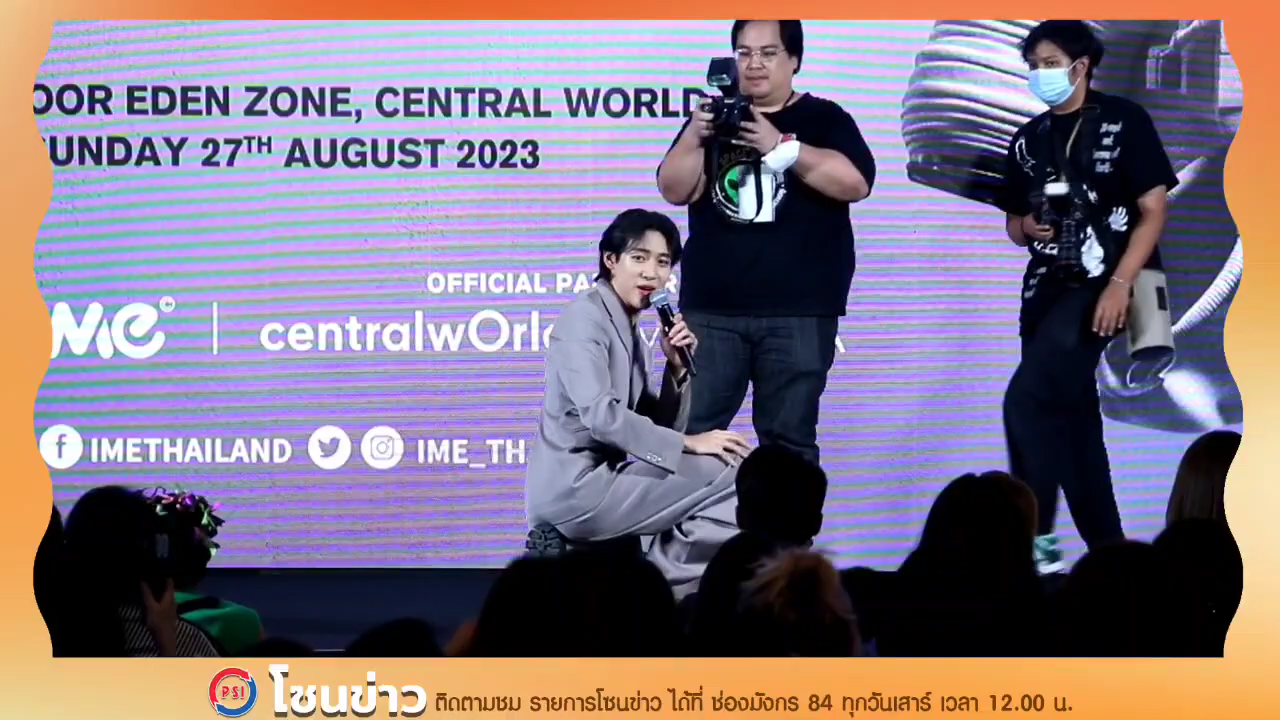 OOR EDEN ZONE, CENTRAL WORLD
UNDAY 27TH AUGUST 2023
OFFICIAL
iMe
centralwOrl
IMETHAILAND
IME_TH
PSI
โซนข่าว
ติดตามชม รายการโซนข่าว ได้ที่ ช่องมังกร 84 ทุกวันเสาร์ เวลา 12.00 น.